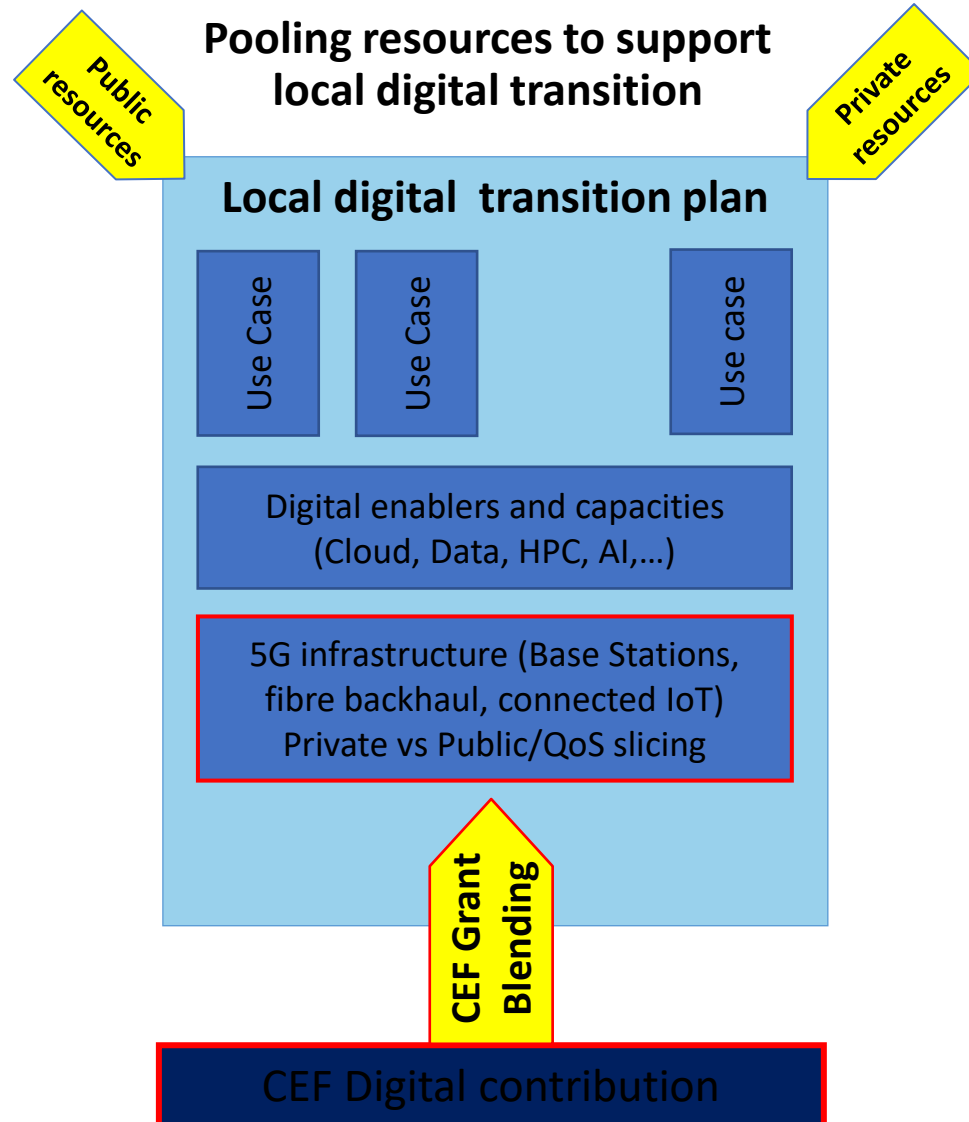 Pooling resources to support
local digital transition
Public
resources
Private
resources
Local digital transition plan
Use Case
Use Case
Use case
Digital enablers and capacities
(Cloud, Data, HPC, AI,...)
5G infrastructure (Base Stations,
fibre backhaul, connected IoT)
Private vs Public/QoS slicing
CEF Grant
Blending
CEF Digital contribution